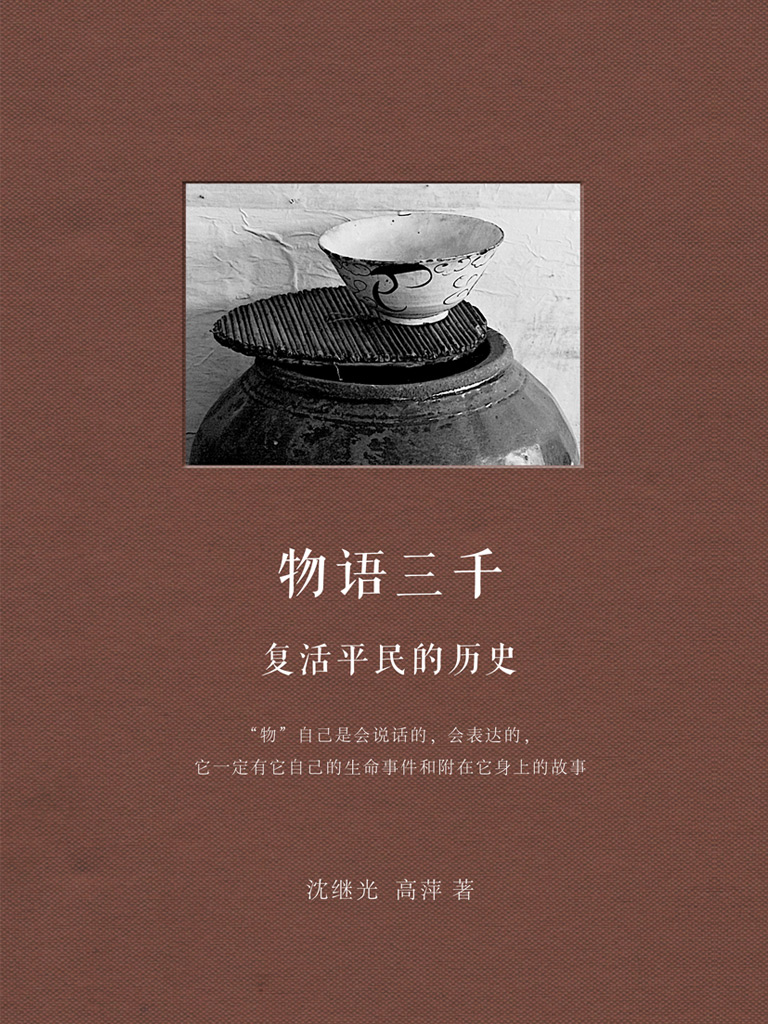 物语三千
复活平民的历史
“物”自己是会说话的，会表达的，
它一定有它自己的生命事件和附在它身上的故事
沈继光 高萍 著